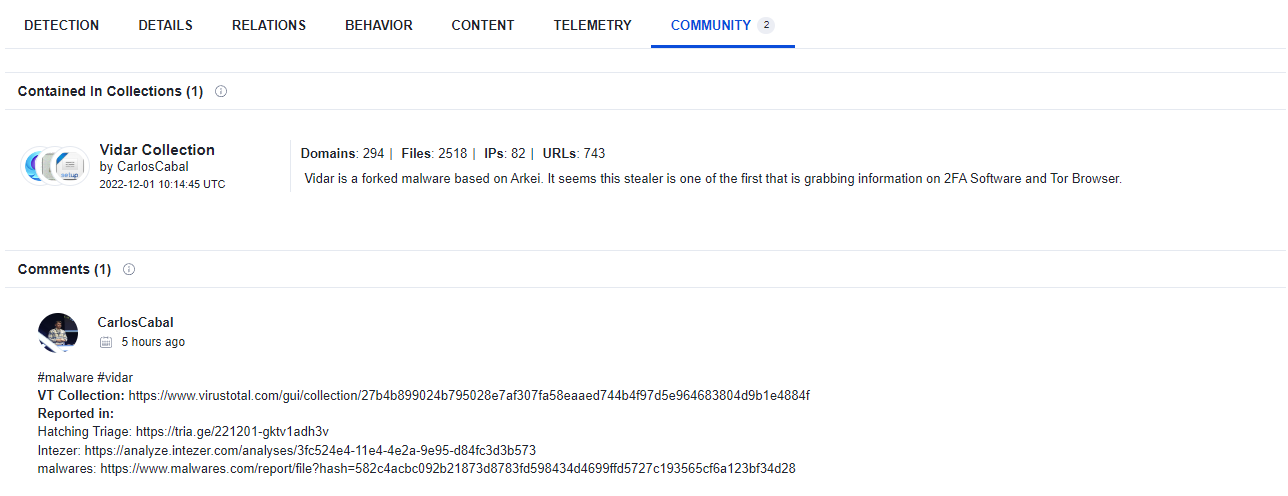 DETECTION DETAILS RELATIONS BEHAVIOR CONTENT TELEMETRY COMMUNITY 2
Contained In Collections (1)
Vidar Collection
by CarlosCabal
2022-12-01 10:14:45 UTC
Domains: 294 | Files: 2518 | IPs: 82 | URLs: 743
Vidar is a forked malware based on Arkei. It seems this stealer is one of the first that is grabbing information on 2FA Software and Tor Browser.
setup
Comments (1)
CarlosCabal
5 hours ago
#malware #vidar
VT Collection: https://www.virustotal.com/gui/collection/27b4b899024b795028e7af307fa58eaaed744b4f97d5e964683804d9b1e4884f
Reported in:
Hatching Triage: https://tria.ge/221201-gktv1adh3v
Intezer: https://analyze.intezer.com/analyses/3fc524e4-11e4-4e2a-9e95-d84fc3d3b573
malwares: https://www.malwares.com/report/file?hash=582c4acbc092b21873d8783fd598434d4699ffd5727c193565cf6a123bf34d28